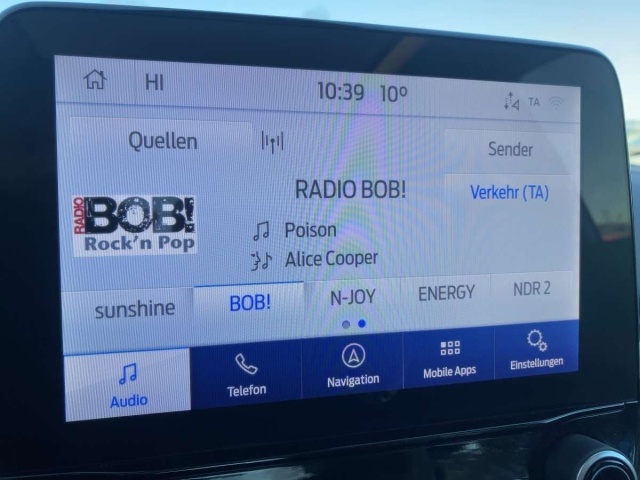 HI 10:39 10° TA
Quellen Sender
RADIO BOB! Verkehr (TA)
RADIO BOB!
Rock'n Pop
Poison
Alice Cooper
sunshine BOB! N-JOY ENERGY NDR 2
Audio Telefon Navigation Mobile Apps Einstellungen